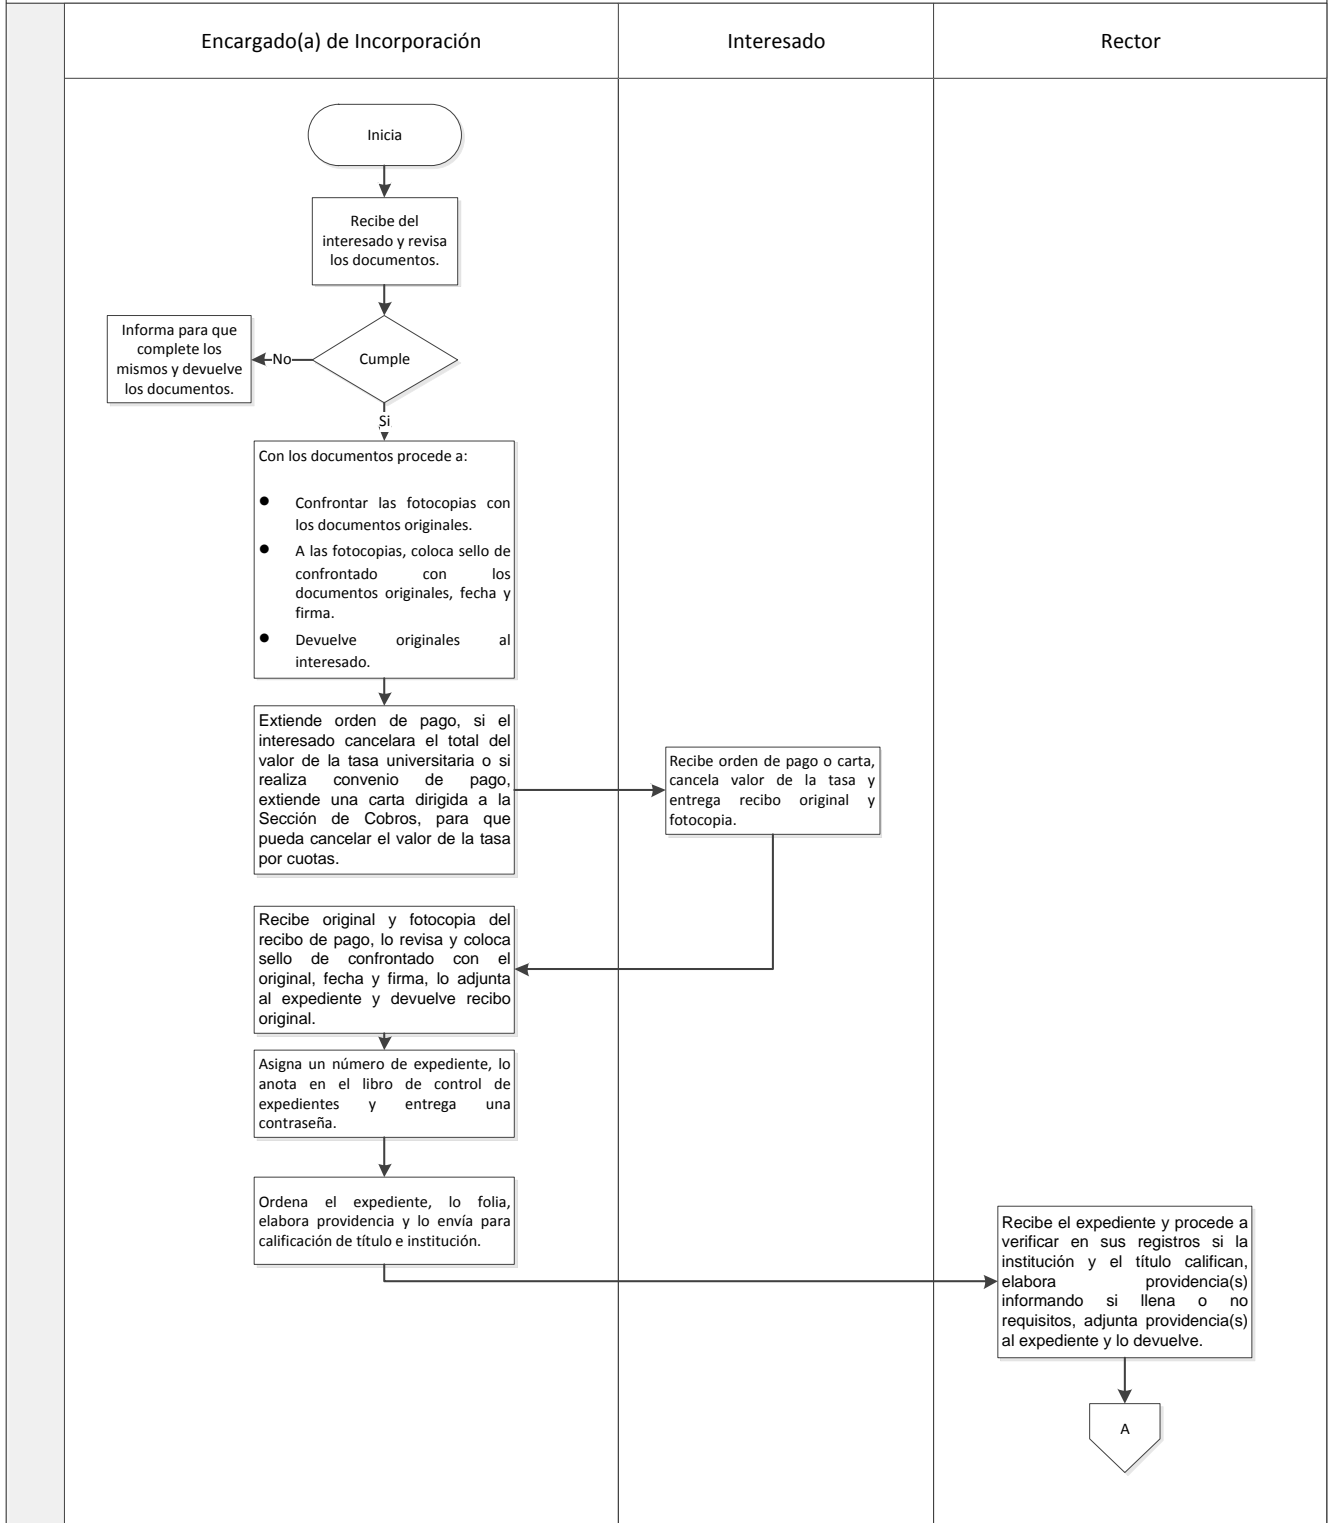 Encargado(a) de Incorporación
Interesado
Rector
Inicia
Recibe del
interesado y revisa
los documentos.
Cumple
No
Informa para que
complete los
mismos y devuelve
los documentos.
Si
Con los documentos procede a:
● Confrontar las fotocopias con
los documentos originales.
● A las fotocopias, coloca sello de
confrontado con los
documentos originales, fecha y
firma.
● Devuelve originales al
interesado.
Extiende orden de pago, si el
interesado cancelara el total del
valor de la tasa universitaria o si
realiza convenio de pago,
extiende una carta dirigida a la
Sección de Cobros, para que
pueda cancelar el valor de la tasa
por cuotas.
Recibe orden de pago o carta,
cancela valor de la tasa y
entrega recibo original y
fotocopia.
Recibe original y fotocopia del
recibo de pago, lo revisa y coloca
sello de confrontado con el
original, fecha y firma, lo adjunta
al expediente y devuelve recibo
original.
Asigna un número de expediente, lo
anota en el libro de control de
expedientes y entrega una
contraseña.
Ordena el expediente, lo folia,
elabora providencia y lo envía para
calificación de título e institución.
Recibe el expediente y procede a
verificar en sus registros si la
institución y el título califican,
elabora providencia(s)
informando si llena o no
requisitos, adjunta providencia(s)
al expediente y lo devuelve.
A